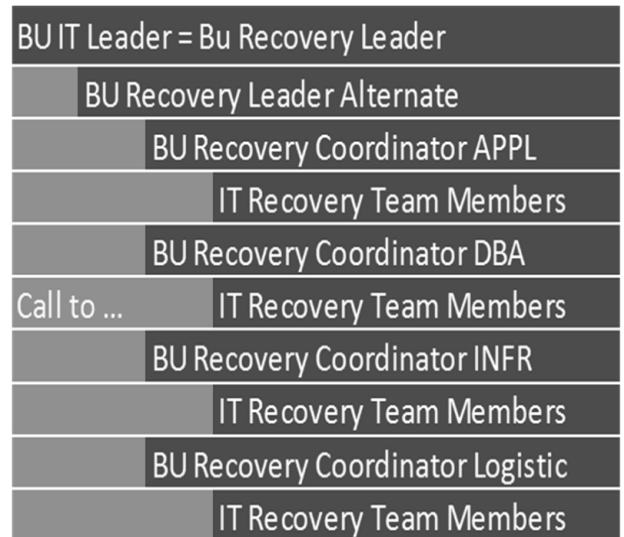 BU IT Leader = Bu Recovery Leader
BU Recovery Leader Alternate
BU Recovery Coordinator APPL
IT Recovery Team Members
BU Recovery Coordinator DBA
Call to ... IT Recovery Team Members
BU Recovery Coordinator INFR
IT Recovery Team Members
BU Recovery Coordinator Logistic
IT Recovery Team Members